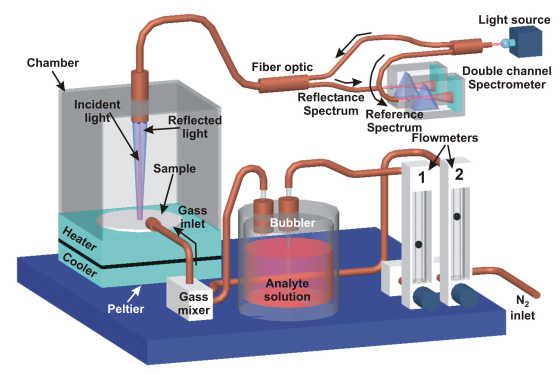 Light source
Chamber
Fiber optic
Double channel
Spectrometer
Reflectance
Spectrum
Reference
Spectrum
Incident
light
Reflected
light
Flowmeters
1
2
Sample
Gass
inlet
Bubbler
Heater
Cooler
Analyte
solution
Peltier
Gass
mixer
N2
inlet